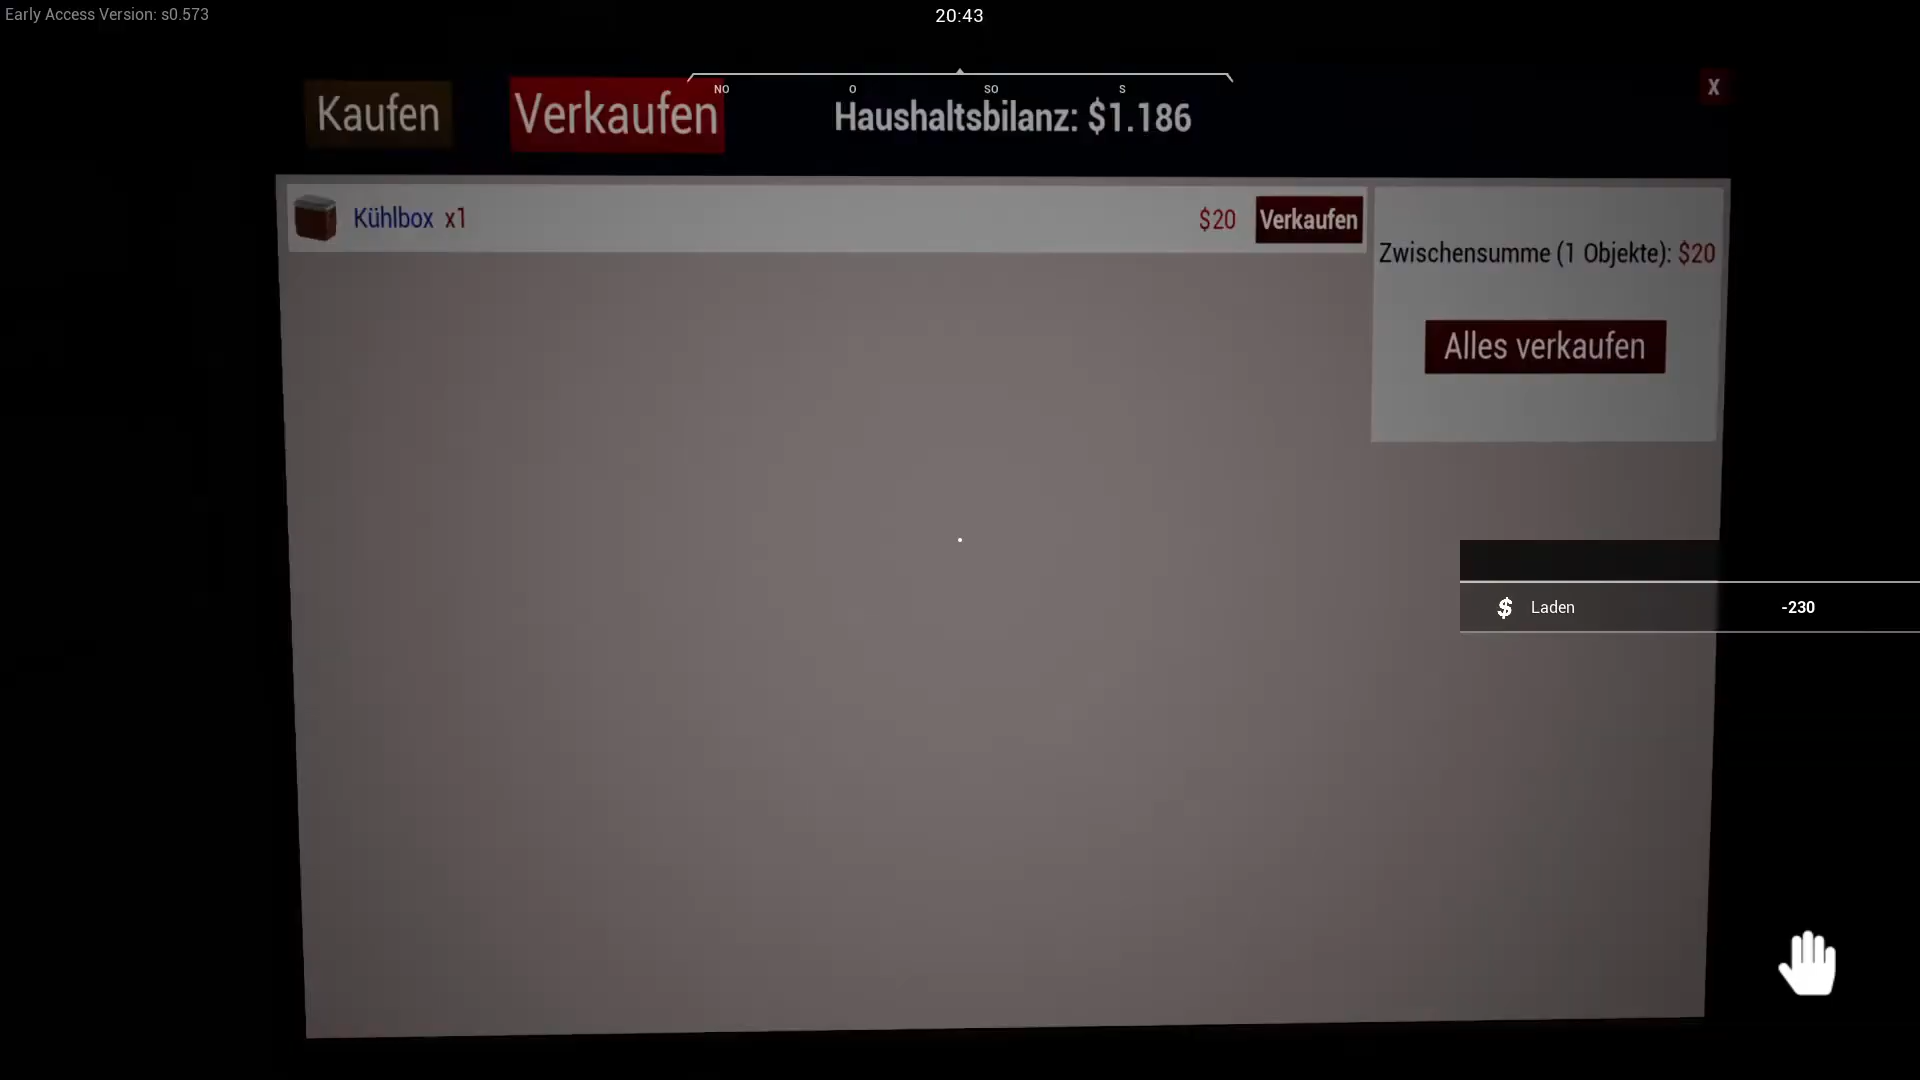 Early Access Version: s0.573
20:43
NO O SO S
Kaufen
Verkaufen
Haushaltsbilanz: $1.186
X
Kühlbox x1 $20 Verkaufen
Zwischensumme (1 Objekte): $20
Alles verkaufen
$ Laden -230